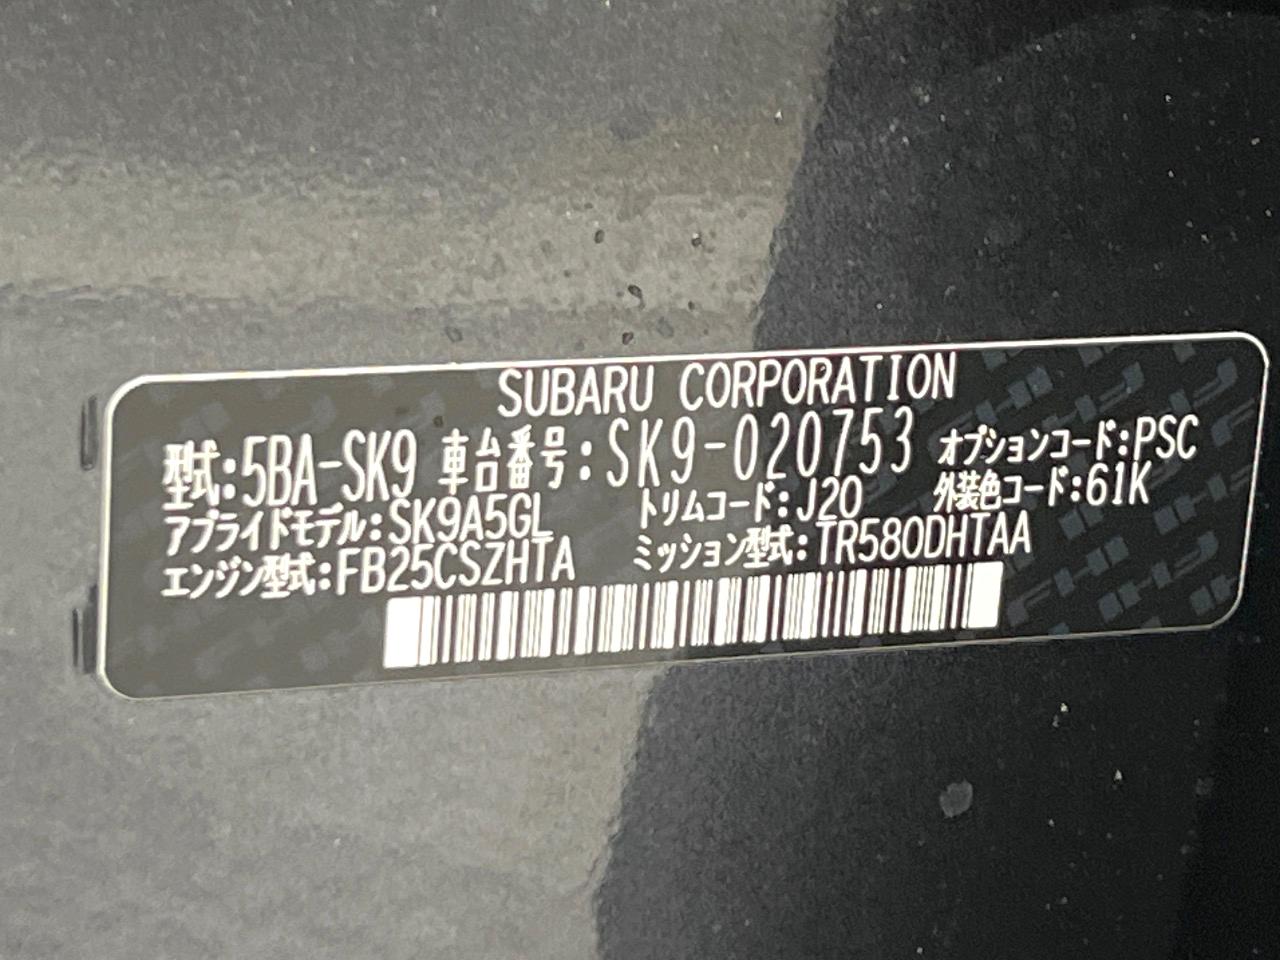 SUBARU CORPORATION
型式:5BA-SK9 車台番号:SK9-020753 オプションコード:PSC
アプライドモデル:SK9A5GL トリムコード:J20 外装色コード:61K
エンジン型式:FB25CSZHTA ミッション型式:TR580DHTAA